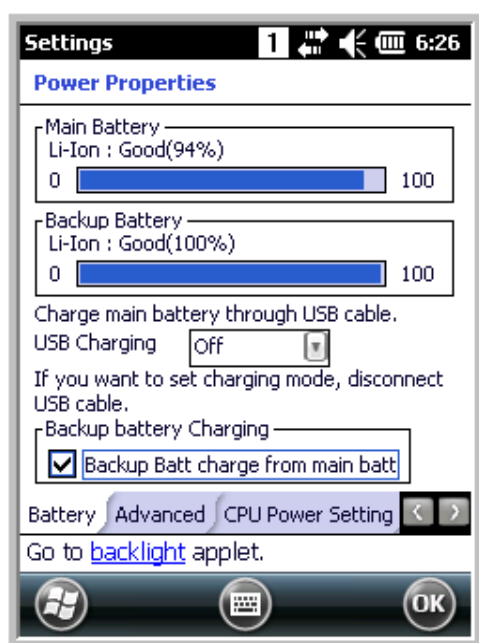 Settings 1 6:26
Power Properties
Main Battery
Li-Ion : Good(94%)
0 100
Backup Battery
Li-Ion : Good(100%)
0 100
Charge main battery through USB cable.
USB Charging Off
If you want to set charging mode, disconnect
USB cable.
Backup battery Charging
Backup Batt charge from main batt
Battery Advanced CPU Power Setting
Go to backlight applet.
OK